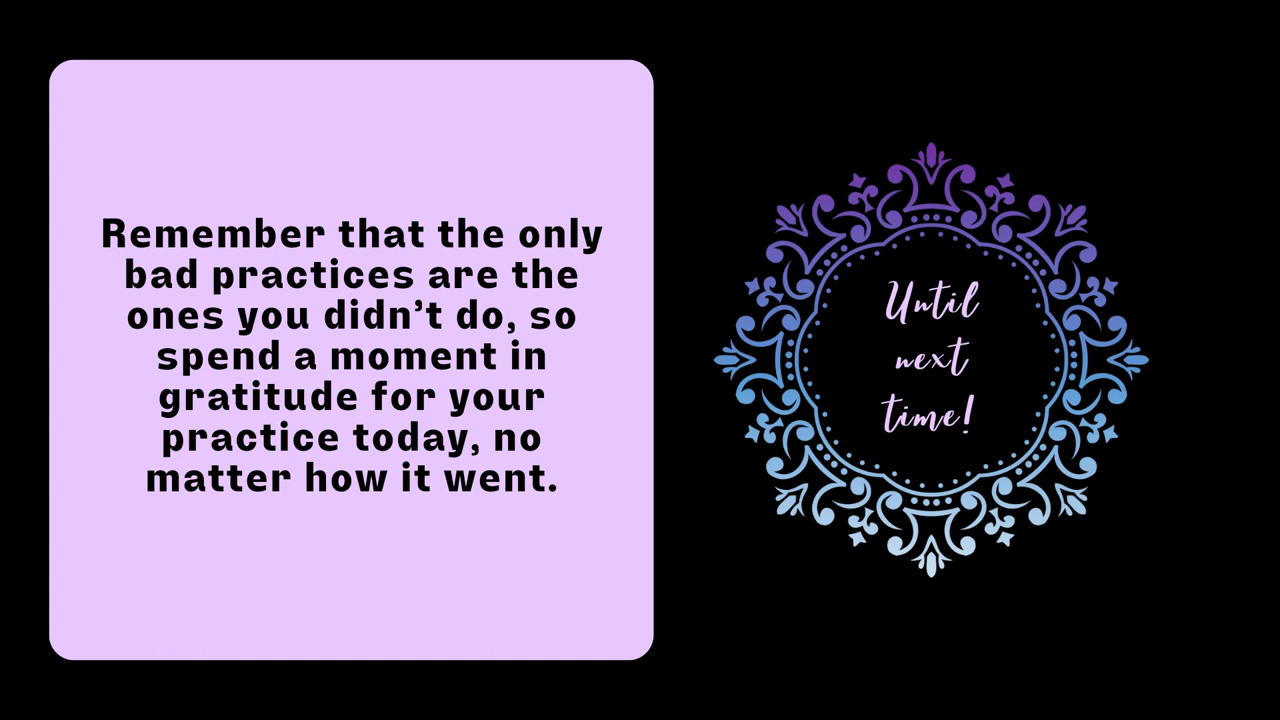 Remember that the only
bad practices are the
ones you didn’t do, so
spend a moment in
gratitude for your
practice today, no
matter how it went.
Until
next
time!